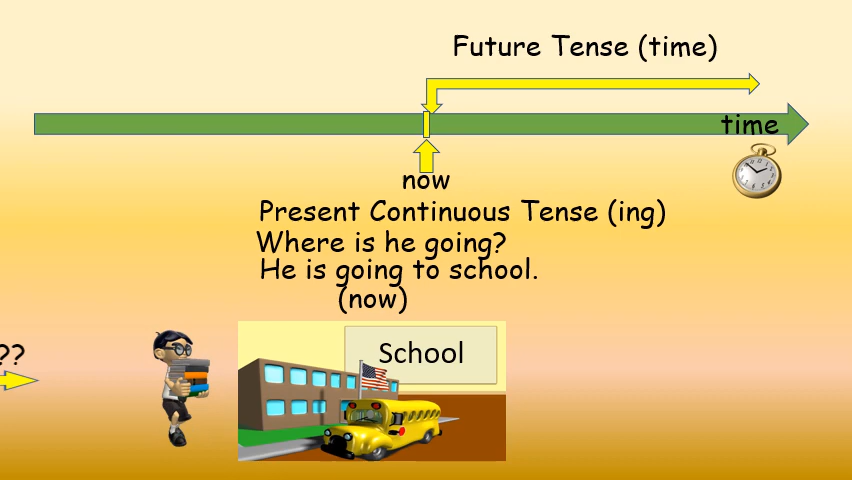 Future Tense (time)
time
now
Present Continuous Tense (ing)
Where is he going?
He is going to school.
(now)
??
School